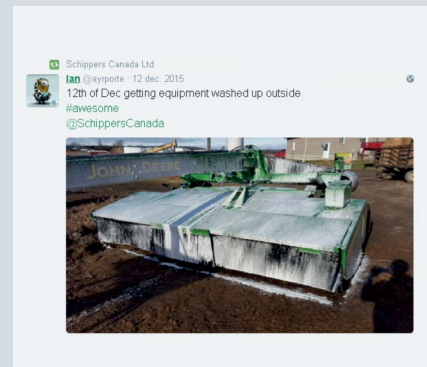 Schippers Canada Ltd
Ian @ayrporte · 12 dec. 2015
12th of Dec getting equipment washed up outside
#awesome
@SchippersCanada
JOHN DEERE